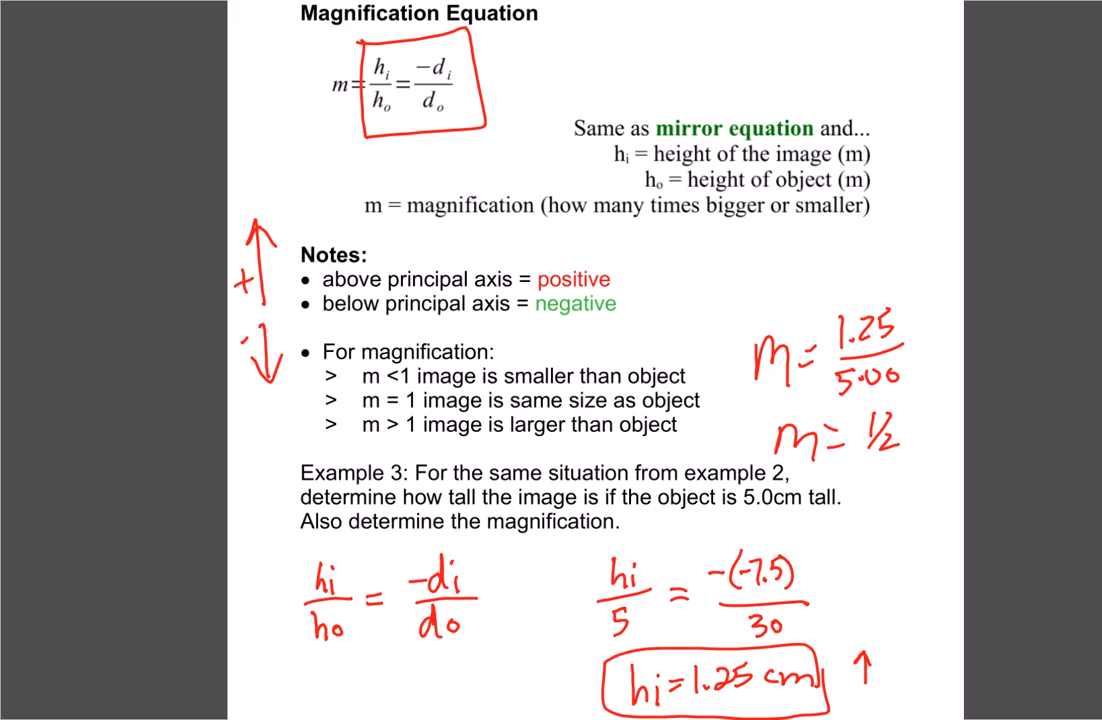 Magnification Equation
m = hᵢ/hₒ = -dᵢ/dₒ
Same as mirror equation and...
hᵢ = height of the image (m)
hₒ = height of object (m)
m = magnification (how many times bigger or smaller)
+
-
Notes:
• above principal axis = positive
• below principal axis = negative
• For magnification:
> m <1 image is smaller than object
> m = 1 image is same size as object
> m > 1 image is larger than object
m = 1.25/5.00
m = 1/2
Example 3: For the same situation from example 2,
determine how tall the image is if the object is 5.0cm tall.
Also determine the magnification.
hi/ho = -di/do
hi/5 = -(-7.5)/30
hi = 1.25 cm ↑